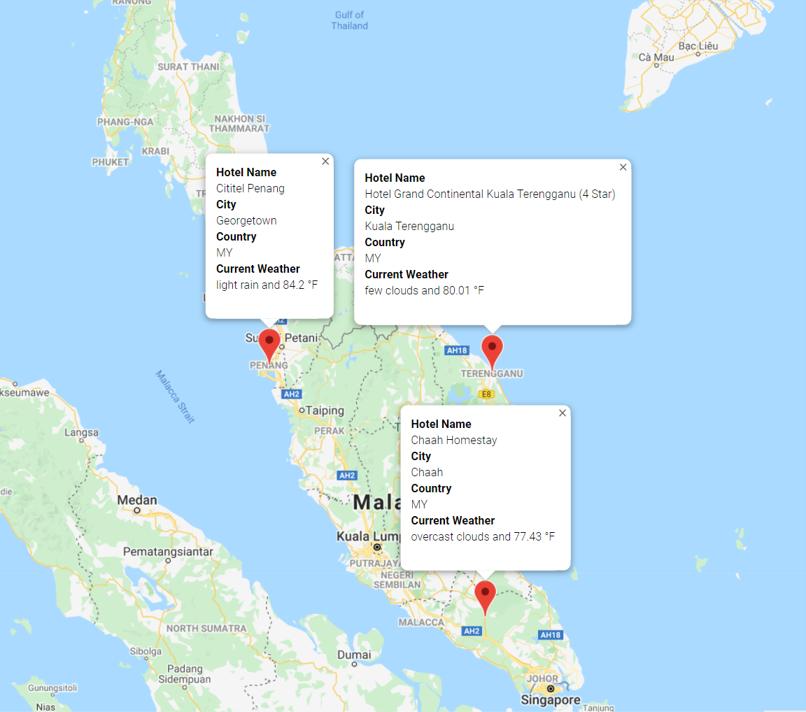 RANONG
Gulf of
Thailand
SURAT THANI
Cà Mau
Bạc Liêu
PHANG-NGA
NAKHON SI
THAMMARAT
KRABI
PHUKET
Hotel Name
Cititel Penang
City
Georgetown
Country
MY
Current Weather
light rain and 84.2 °F
Hotel Name
Hotel Grand Continental Kuala Terengganu (4 Star)
City
Kuala Terengganu
Country
MY
Current Weather
few clouds and 80.01 °F
Petani
PENANG
AH18
TERENGGANU
AH2
E8
Taiping
PERAK
Malacca Strait
Langsa
Hotel Name
Chaah Homestay
City
Chaah
Country
MY
Current Weather
overcast clouds and 77.43 °F
AH2
Medan
Kuala
Pematangsiantar
NEGERI
SEMBILAN
MALACCA
AH2
AH18
NORTH SUMATRA
Sibolga
Dumai
Padang
Sidempuan
JOHOR
Singapore
Gunungsitoli
Nias
Tanjung